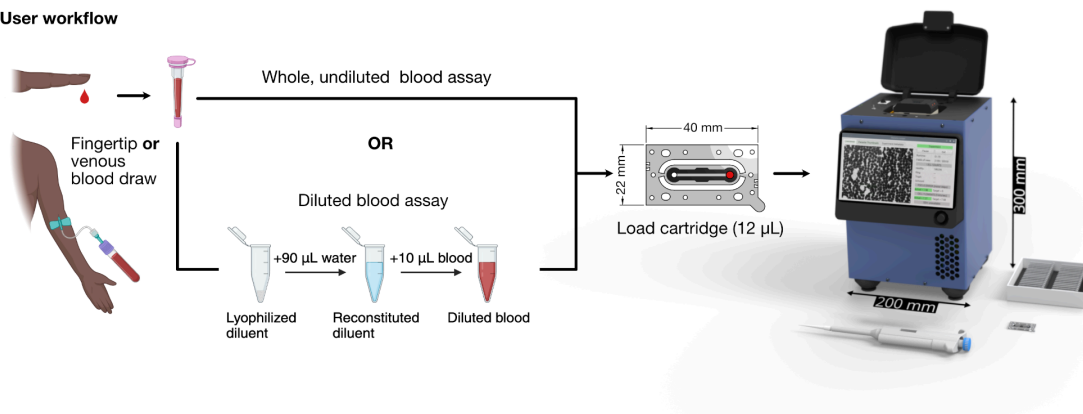 User workflow
Whole, undiluted blood assay
Fingertip or
venous
blood draw
OR
Diluted blood assay
+90 µL water
+10 µL blood
Lyophilized
diluent
Reconstituted
diluent
Diluted blood
40 mm
22 mm
Load cartridge (12 µL)
300 mm
200 mm